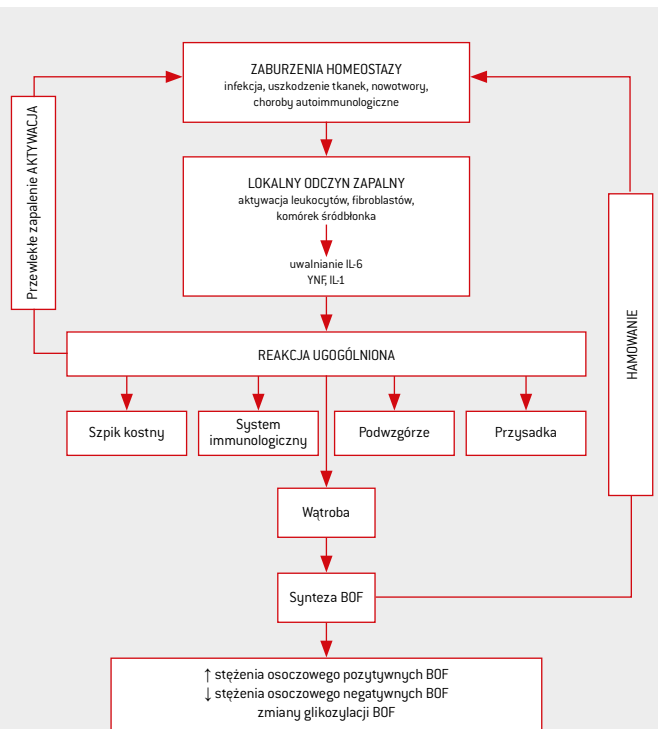 ZABURZENIA HOMEOSTAZY
infekcja, uszkodzenie tkanek, nowotwory,
choroby autoimmunologiczne
Przewlekłe zapalenie AKTYWACJA
LOKALNY ODCZYN ZAPALNY
aktywacja leukocytów, fibroblastów,
komórek śródbłonka
uwalnianie IL-6
YNF, IL-1
HAMOWANIE
REAKCJA UGOGÓLNIONA
Szpik kostny
System
immunologiczny
Podwzgórze
Przysadka
Wątroba
Synteza BOF
↑ stężenia osoczowego pozytywnych BOF
↓ stężenia osoczowego negatywnych BOF
zmiany glikozylacji BOF